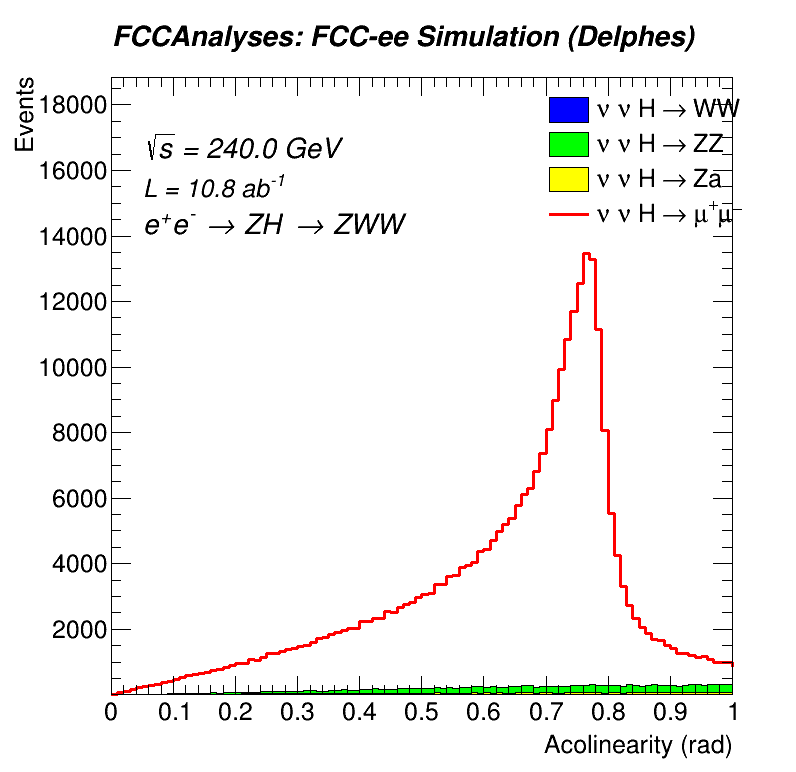 FCCAnalyses: FCC-ee Simulation (Delphes)
Events
18000
16000
14000
12000
10000
8000
6000
4000
2000
√s = 240.0 GeV
L = 10.8 ab⁻¹
e⁺e⁻ → ZH → ZWW
ν ν H → WW
ν ν H → ZZ
ν ν H → Za
ν ν H → μ⁺μ⁻
0 0.1 0.2 0.3 0.4 0.5 0.6 0.7 0.8 0.9 1
Acolinearity (rad)